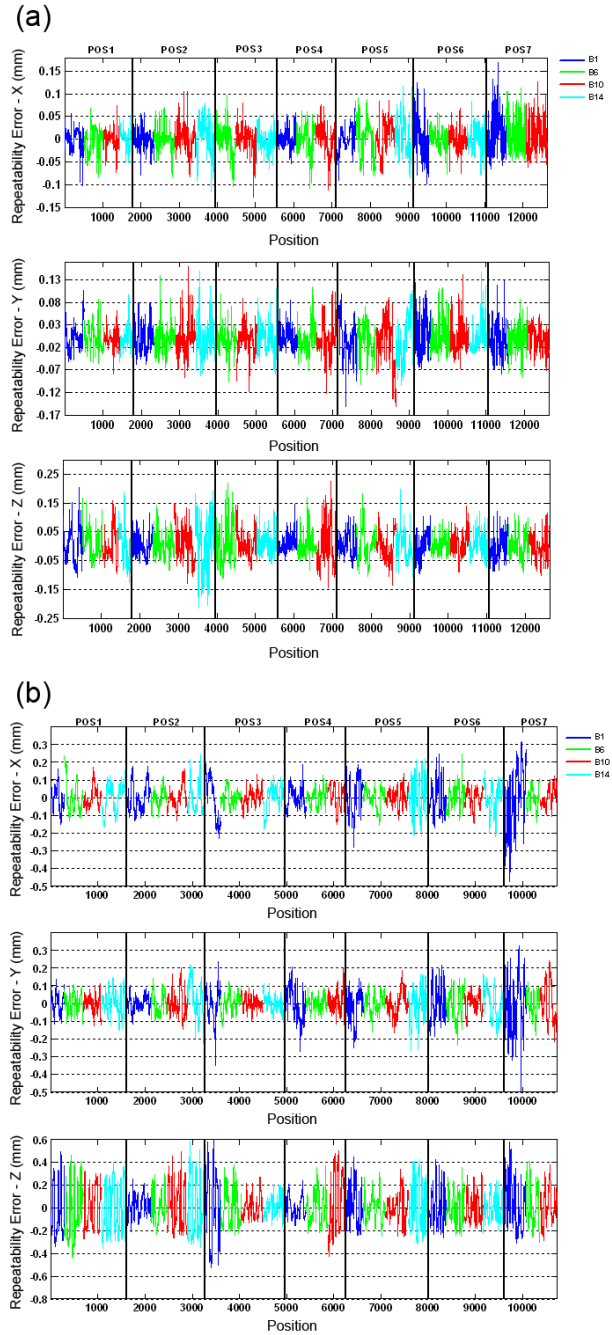 (a)
POS1 POS2 POS3 POS4 POS5 POS6 POS7
Repeatability Error - X (mm)
0.15
0.1
0.05
0
-0.05
-0.1
-0.15
1000 2000 3000 4000 5000 6000 7000 8000 9000 10000 11000 12000
Position
B1
B6
B10
B14
Repeatability Error - Y (mm)
0.13
0.08
0.03
-0.02
-0.07
-0.12
-0.17
1000 2000 3000 4000 5000 6000 7000 8000 9000 10000 11000 12000
Position
Repeatability Error - Z (mm)
0.25
0.15
0.05
-0.05
-0.15
-0.25
1000 2000 3000 4000 5000 6000 7000 8000 9000 10000 11000 12000
Position
(b)
POS1 POS2 POS3 POS4 POS5 POS6 POS7
Repeatability Error - X (mm)
0.3
0.2
0.1
0
-0.1
-0.2
-0.3
-0.4
-0.5
1000 2000 3000 4000 5000 6000 7000 8000 9000 10000
Position
B1
B6
B10
B14
Repeatability Error - Y (mm)
0.3
0.2
0.1
0
-0.1
-0.2
-0.3
-0.4
-0.5
1000 2000 3000 4000 5000 6000 7000 8000 9000 10000
Position
Repeatability Error - Z (mm)
0.6
0.4
0.2
0
-0.2
-0.4
-0.6
-0.8
1000 2000 3000 4000 5000 6000 7000 8000 9000 10000
Position